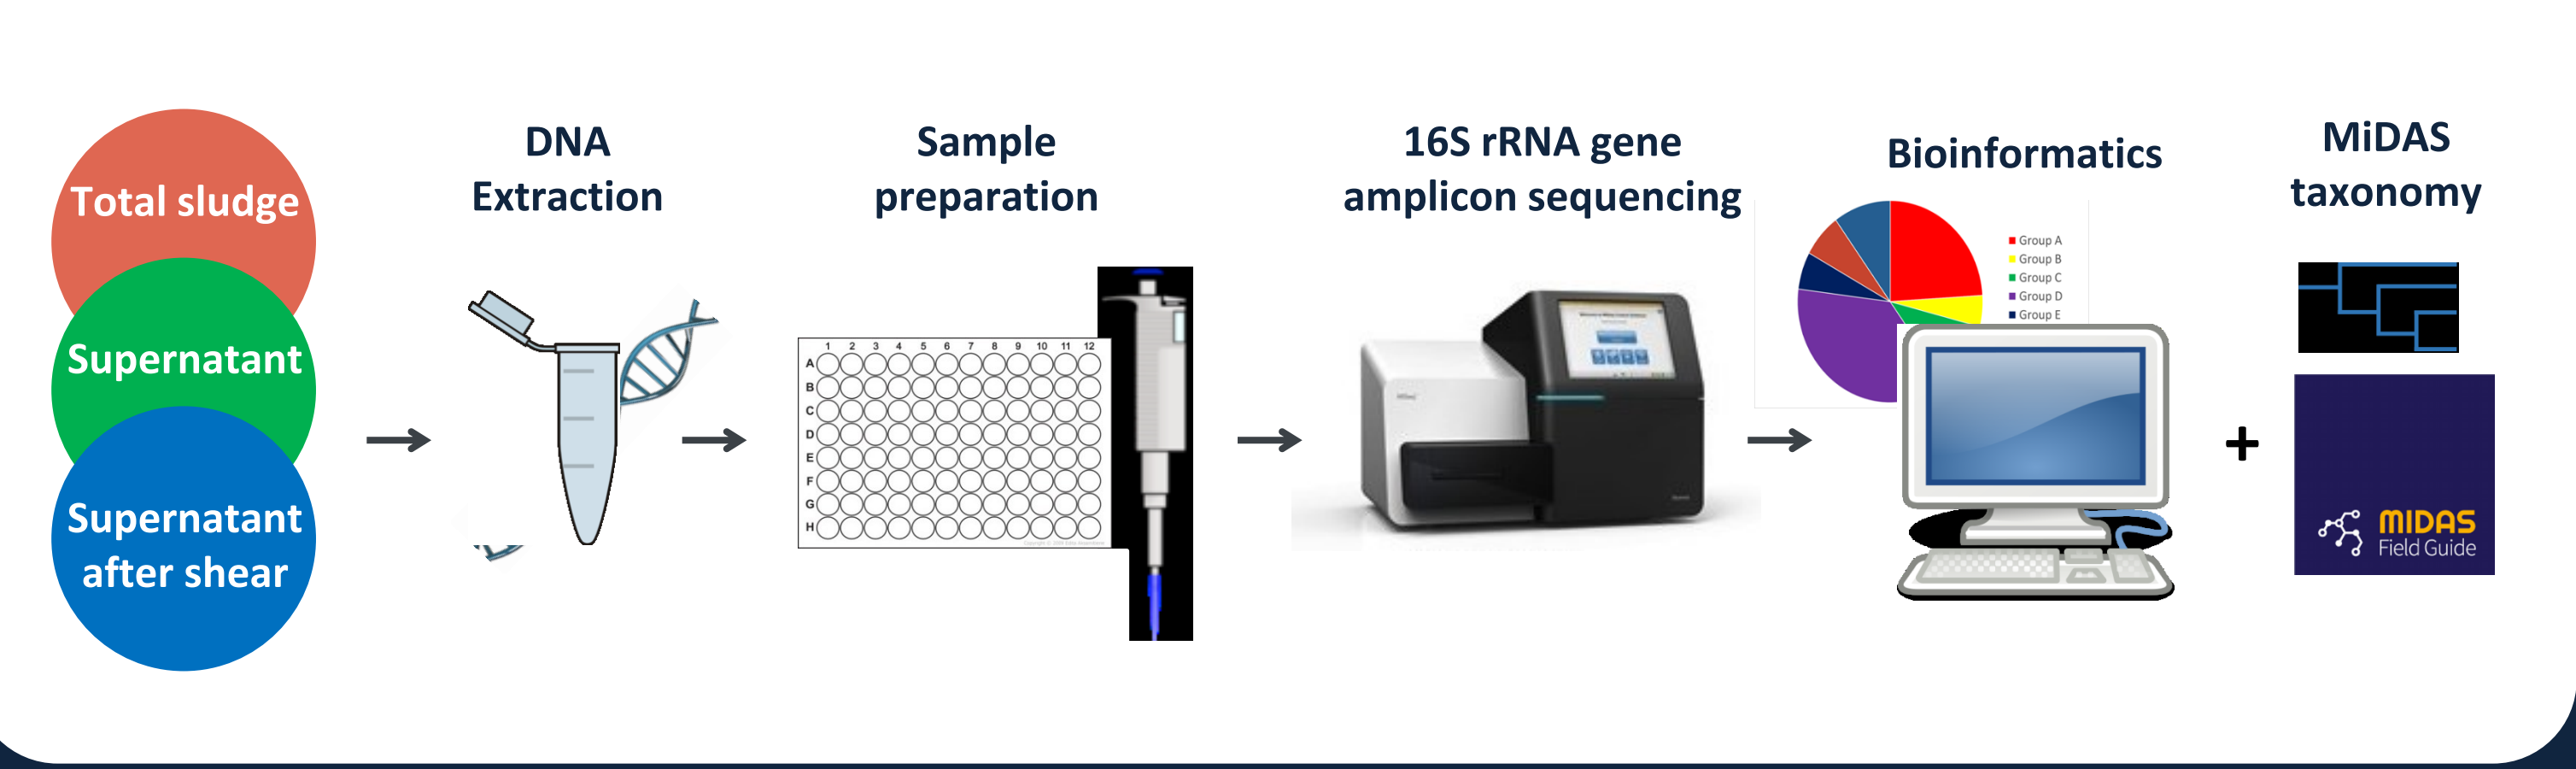 Total sludge
Supernatant
Supernatant
after shear
DNA
Extraction
Sample
preparation
1 2 3 4 5 6 7 8 9 10 11 12
A
B
C
D
E
F
G
H
16S rRNA gene
amplicon sequencing
Bioinformatics
Group A
Group B
Group C
Group D
Group E
MiDAS
taxonomy
+
MIDAS
Field Guide